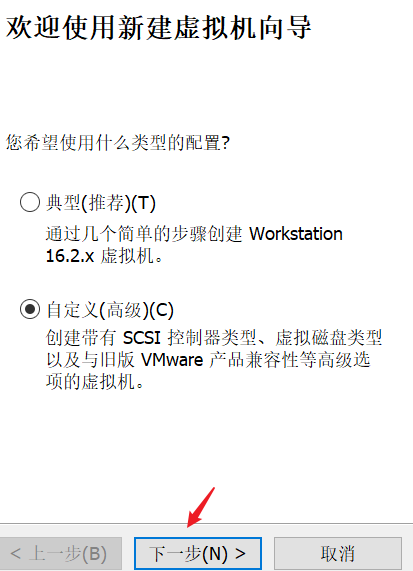 欢迎使用新建虚拟机向导
您希望使用什么类型的配置?
典型(推荐)(T)
通过几个简单的步骤创建 Workstation
16.2.x 虚拟机。
自定义(高级)(C)
创建带有 SCSI 控制器类型、虚拟磁盘类型
以及与旧版 VMware 产品兼容性等高级选
项的虚拟机。
< 上一步(B) 下一步(N) > 取消